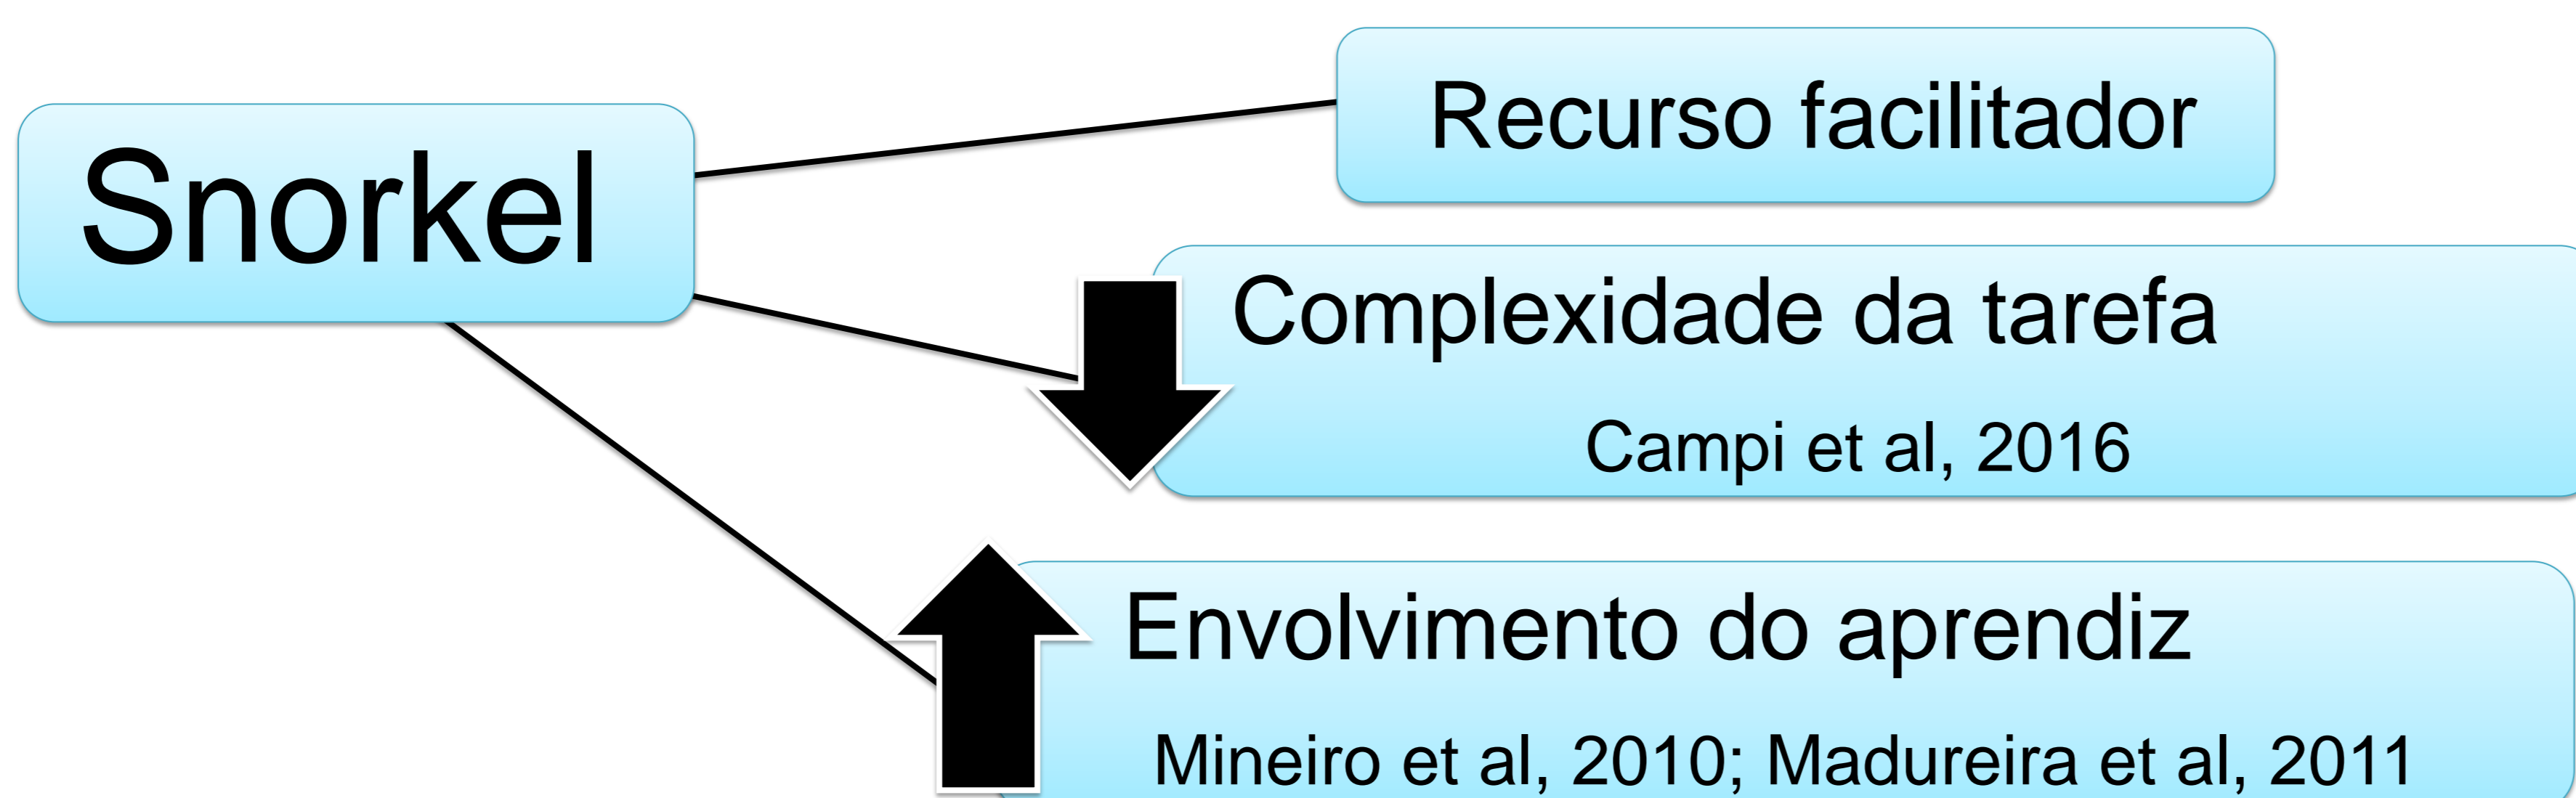 Snorkel
Recurso facilitador
Complexidade da tarefa
Campi et al, 2016
Envolvimento do aprendiz
Mineiro et al, 2010; Madureira et al, 2011